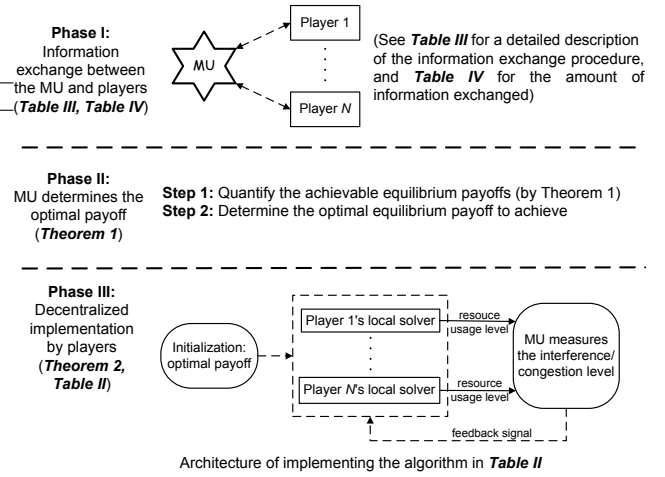 Phase I:
Information
exchange between
the MU and players
(Table III, Table IV)
MU
Player 1
Player N
(See Table III for a detailed description
of the information exchange procedure,
and Table IV for the amount of
information exchanged)
Phase II:
MU determines the
optimal payoff
(Theorem 1)
Step 1: Quantify the achievable equilibrium payoffs (by Theorem 1)
Step 2: Determine the optimal equilibrium payoff to achieve
Phase III:
Decentralized
implementation
by players
(Theorem 2,
Table II)
Initialization:
optimal payoff
Player 1's local solver
Player N's local solver
resouce
usage level
resource
usage level
MU measures
the interference/
congestion level
feedback signal
Architecture of implementing the algorithm in Table II